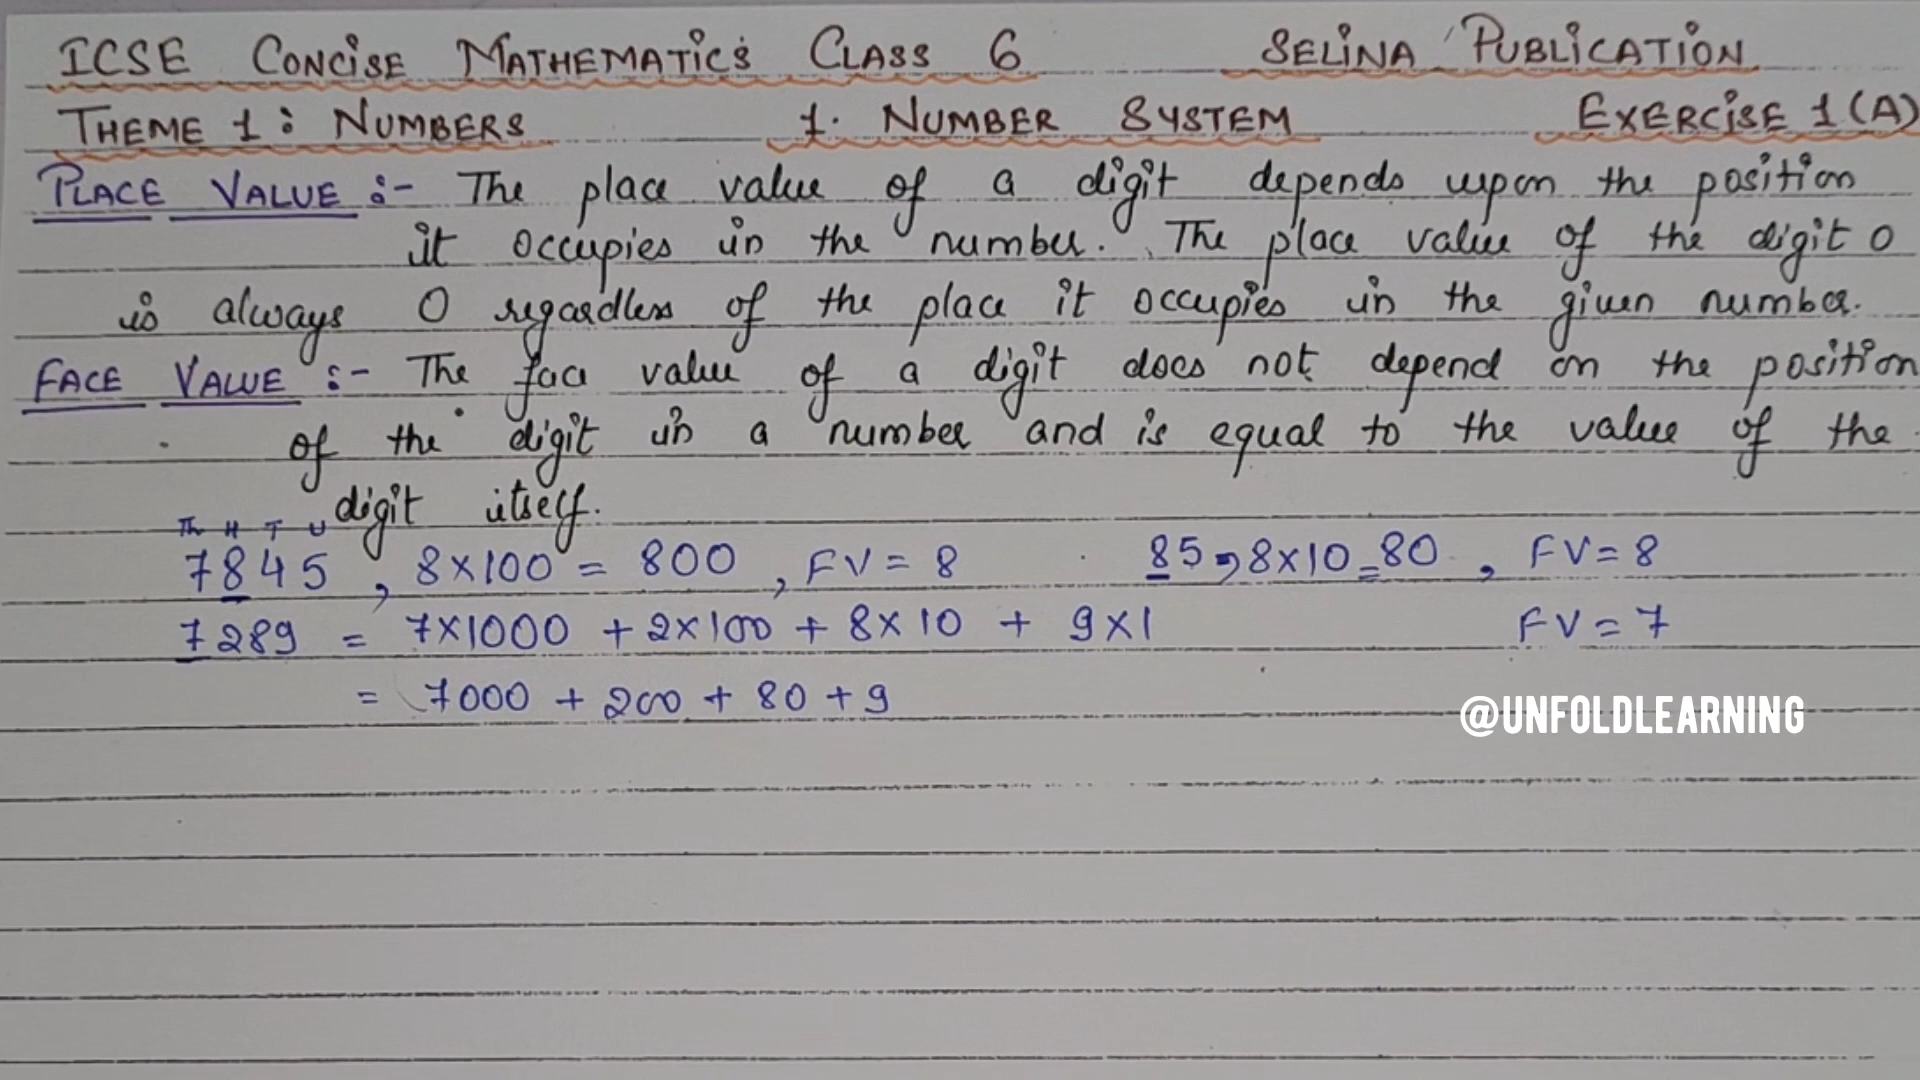 ICSE CONCISE MATHEMATICS CLASS 6 SELINA PUBLICATION
THEME 1: NUMBERS 1. NUMBER SYSTEM EXERCISE 1(A)
PLACE VALUE :- The place value of a digit depends upon the position
it occupies in the number. The place value of the digit 0
is always 0 regardless of the place it occupies in the given number.
FACE VALUE :- The face value of a digit does not depend on the position
of the digit in a number and is equal to the value of the
digit itself.
Th H T U
7845, 8×100 = 800, FV = 8 85, 8×10 = 80, FV = 8
7289 = 7×1000 + 2×100 + 8×10 + 9×1 FV = 7
= 7000 + 200 + 80 + 9
@UNFOLDLEARNING